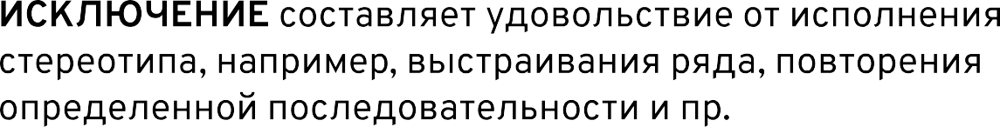 ИСКЛЮЧЕНИЕ составляет удовольствие от исполнения
стереотипа, например, выстраивания ряда, повторения
определенной последовательности и пр.